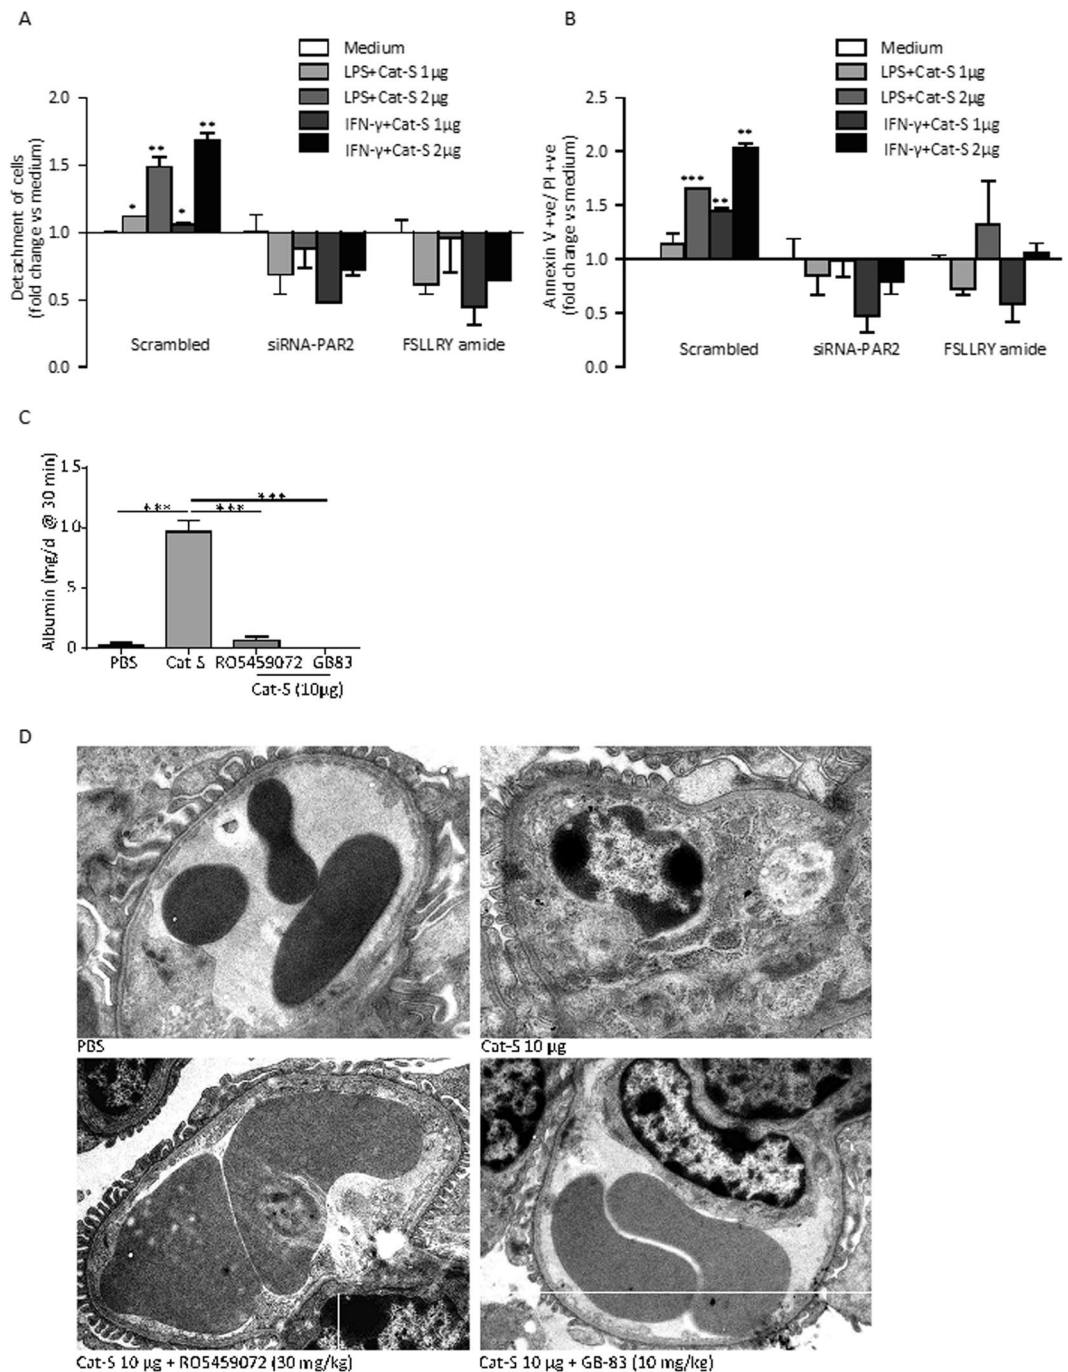 A
Medium
LPS+Cat-S 1µg
LPS+Cat-S 2µg
IFN-γ+Cat-S 1µg
IFN-γ+Cat-S 2µg
Detachment of cells
(fold change vs medium)
2.0
1.5
1.0
0.5
0.0
*
**
*
**
Scrambled
siRNA-PAR2
FSLLRY amide
B
Medium
LPS+Cat-S 1µg
LPS+Cat-S 2µg
IFN-γ+Cat-S 1µg
IFN-γ+Cat-S 2µg
Annexin V +ve/ PI +ve
(fold change vs medium)
2.5
2.0
1.5
1.0
0.5
0.0
***
**
**
Scrambled
siRNA-PAR2
FSLLRY amide
C
Albumin (mg/d @ 30 min)
15
10
5
0
***
***
***
PBS
Cat S
RO5459072
GB83
Cat-S (10µg)
D
PBS
Cat-S 10 µg
Cat-S 10 µg + RO5459072 (30 mg/kg)
Cat-S 10 µg + GB-83 (10 mg/kg)